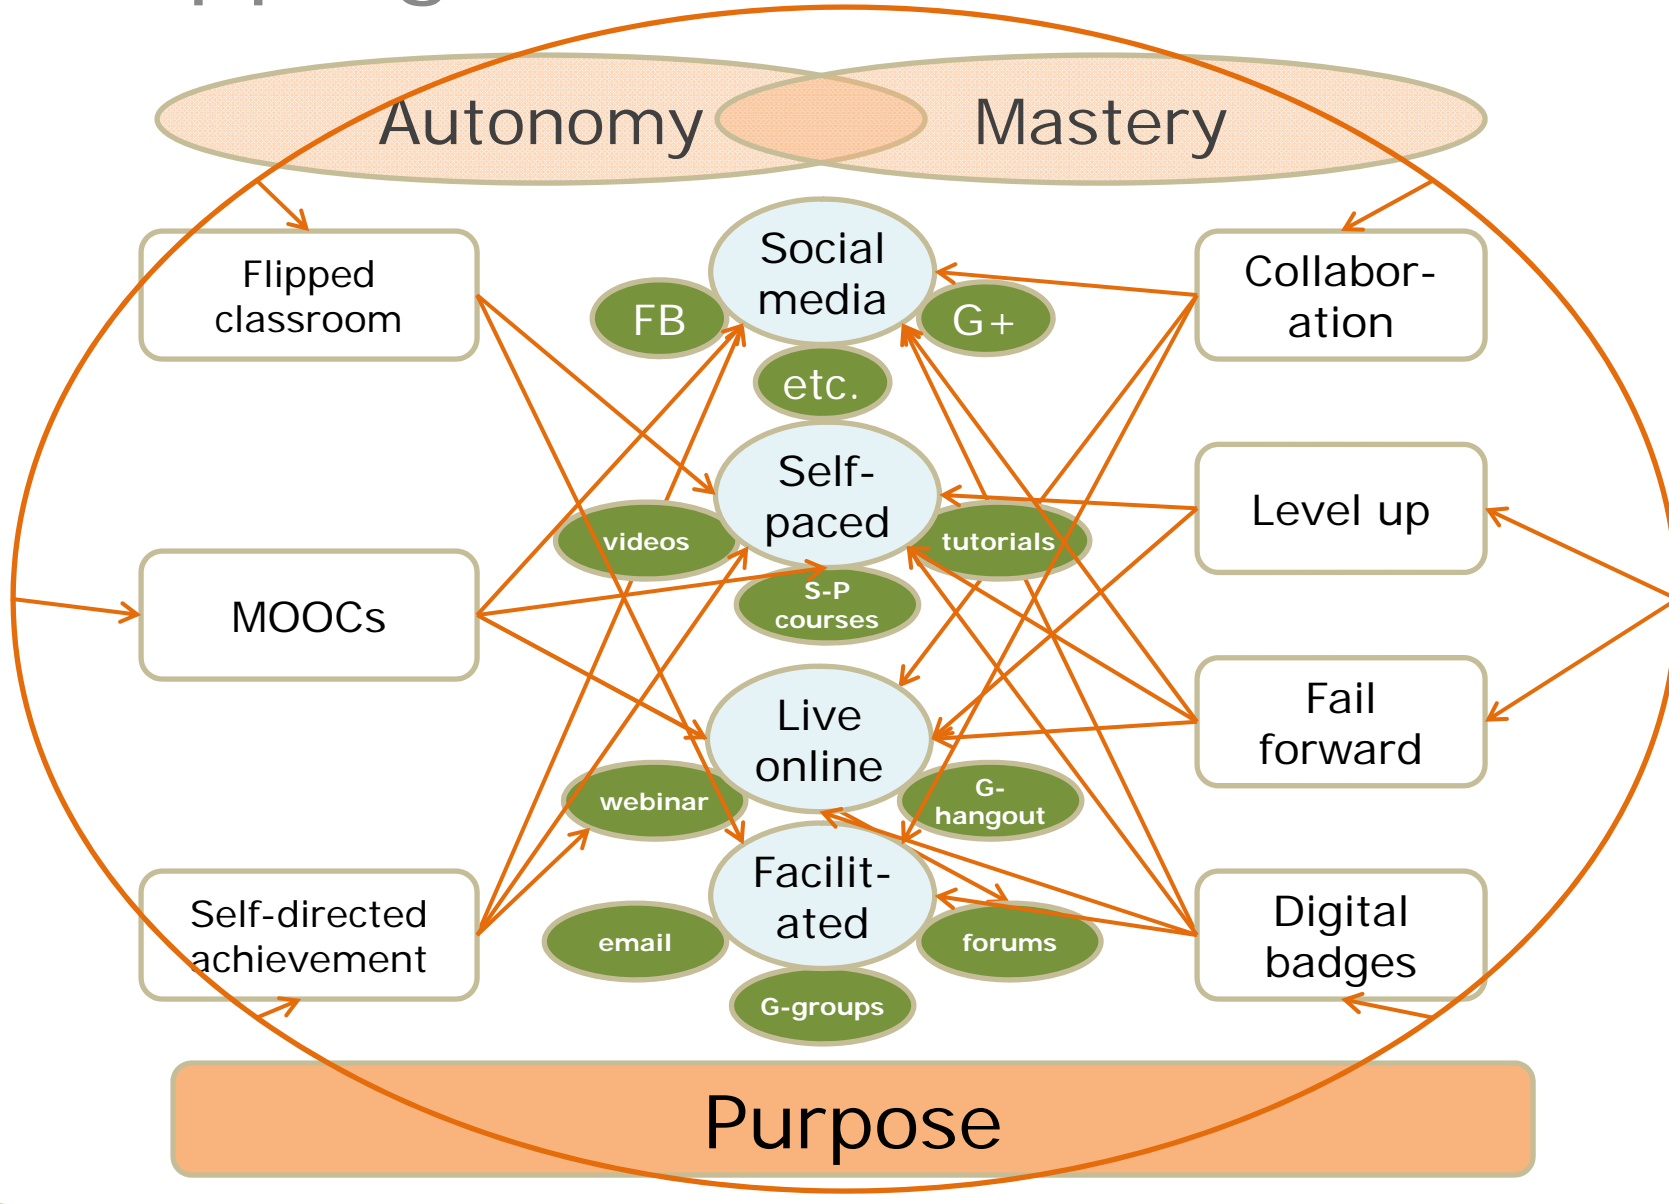 Autonomy
Mastery
Flipped
classroom
Social
media
FB
G+
etc.
Collabor-
ation
Self-
paced
videos
tutorials
S-P
courses
Level up
MOOCs
Live
online
webinar
G-
hangout
Fail
forward
Self-directed
achievement
Facilit-
ated
email
forums
G-groups
Digital
badges
Purpose